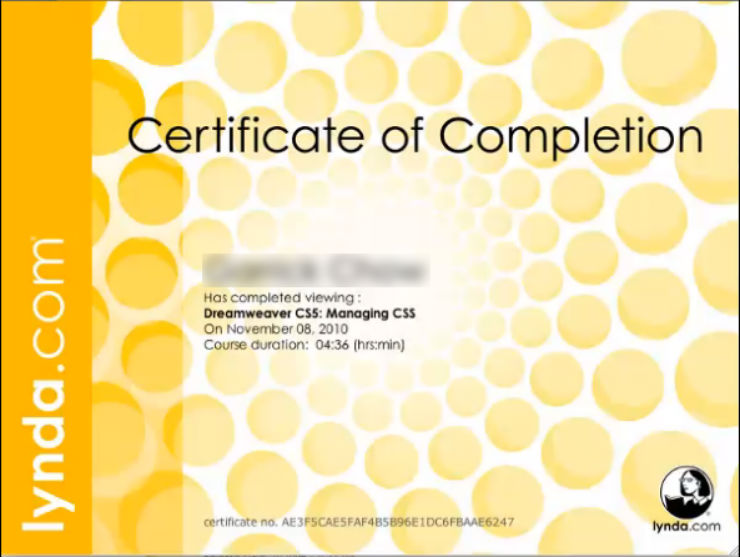 Certificate of Completion
Has completed viewing :
Dreamweaver CS5: Managing CSS
On November 08, 2010
Course duration: 04:36 (hrs:min)
certificate no. AE3F5CAE5FAF4B5B96E1DC6FBAAE6247
lynda.com
lynda.com